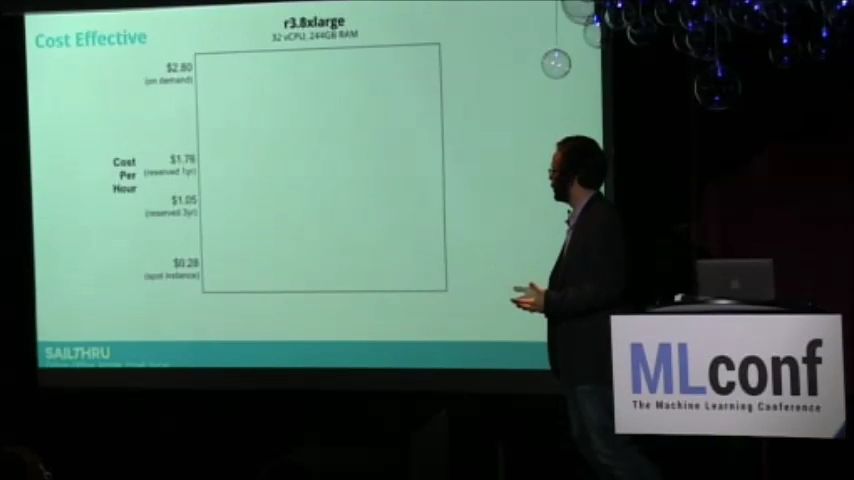 Cost Effective
r3.8xlarge
32 vCPU, 244GB RAM
$2.80
(on demand)
Cost
Per
Hour
$1.76
(reserved 1yr)
$1.05
(reserved 3yr)
$0.28
(spot instance)
SAILTHRU
MLconf
The Machine Learning Conference